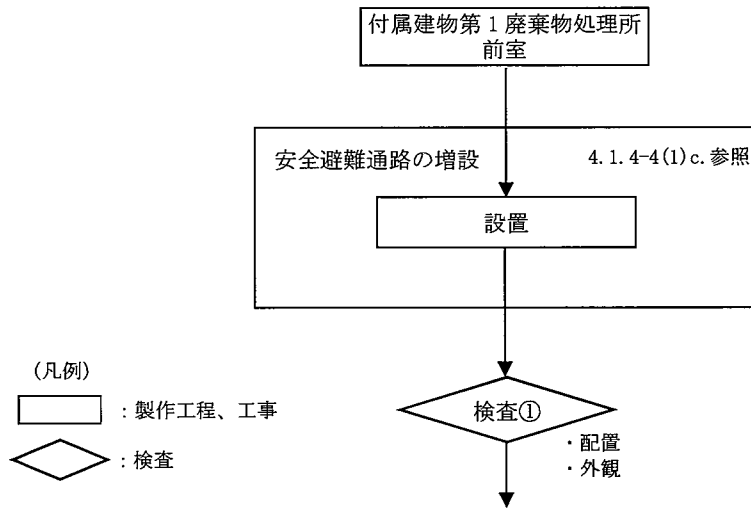 付属建物第１廃棄物処理所
前室
安全避難通路の増設
4.1.4-4(1)c.参照
設置
検査①
・配置
・外観
(凡例)
：製作工程、工事
：検査